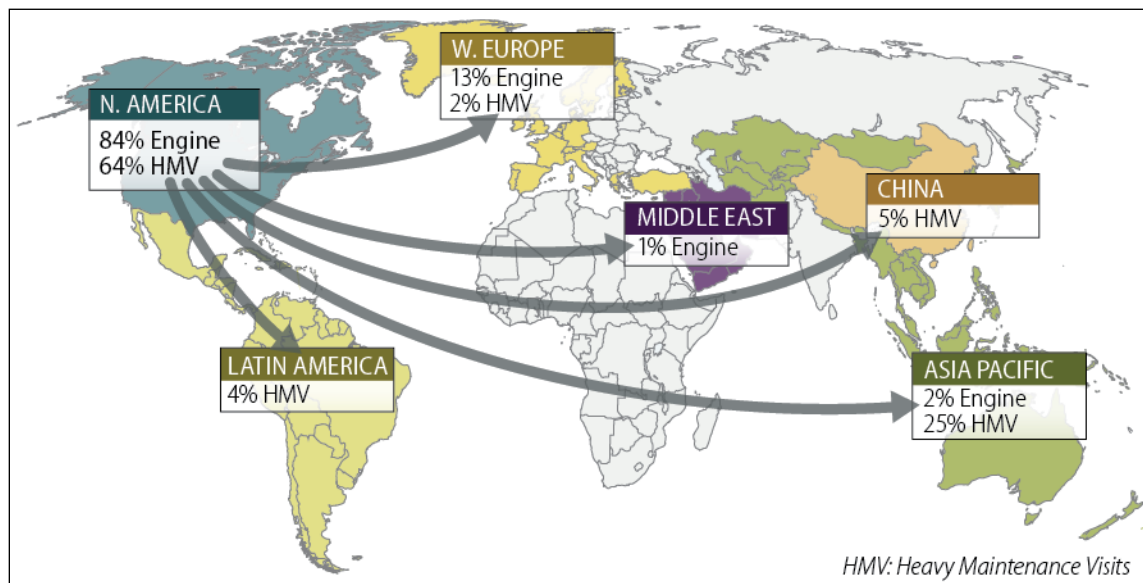 W. EUROPE
13% Engine
2% HMV
N. AMERICA
84% Engine
64% HMV
CHINA
5% HMV
MIDDLE EAST
1% Engine
LATIN AMERICA
4% HMV
ASIA PACIFIC
2% Engine
25% HMV
HMV: Heavy Maintenance Visits